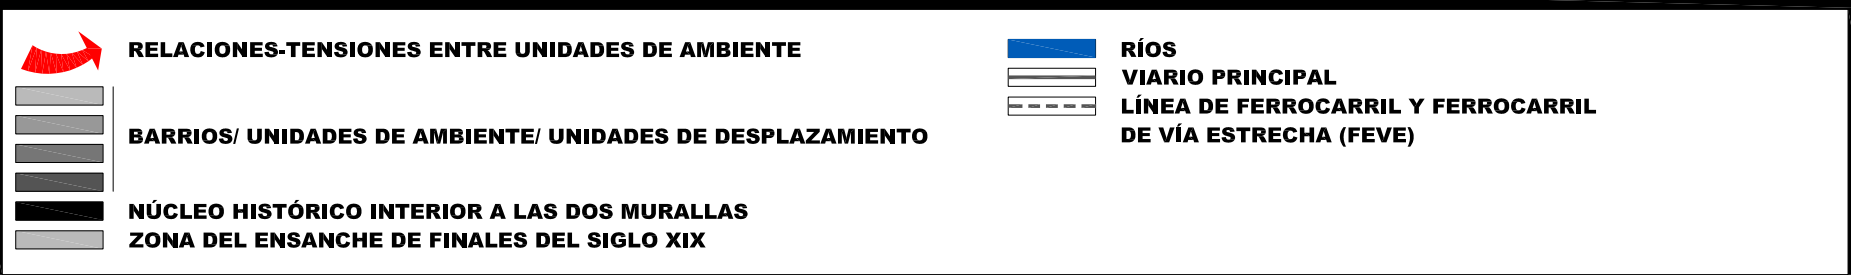 RELACIONES-TENSIONES ENTRE UNIDADES DE AMBIENTE
BARRIOS/ UNIDADES DE AMBIENTE/ UNIDADES DE DESPLAZAMIENTO
NÚCLEO HISTÓRICO INTERIOR A LAS DOS MURALLAS
ZONA DEL ENSANCHE DE FINALES DEL SIGLO XIX
RÍOS
VIARIO PRINCIPAL
LÍNEA DE FERROCARRIL Y FERROCARRIL
DE VÍA ESTRECHA (FEVE)